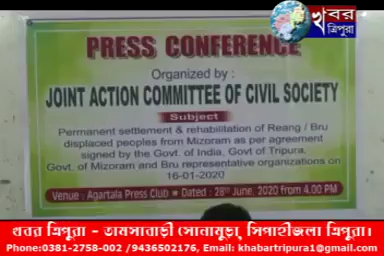 খবর
ত্রিপুরা
PRESS CONFERENCE
Organized by :
JOINT ACTION COMMITTEE OF CIVIL SOCIETY
Subject
Permanent settlement & rehabilitation of Reang / Bru
displaced peoples from Mizoram as per agreement
signed by the Govt. of India, Govt. of Tripura,
Govt. of Mizoram and Bru representative organizations on
16-01-2020
Venue : Agartala Press Club • Dated : 28th June, 2020 from 4.00 PM
খবর ত্রিপুরা - তামসাবাড়ী সোনামুড়া, সিপাহীজলা ত্রিপুরা।
Phone:0381-2758-002 /9436502176, Email: khabartripura1@gmail.com